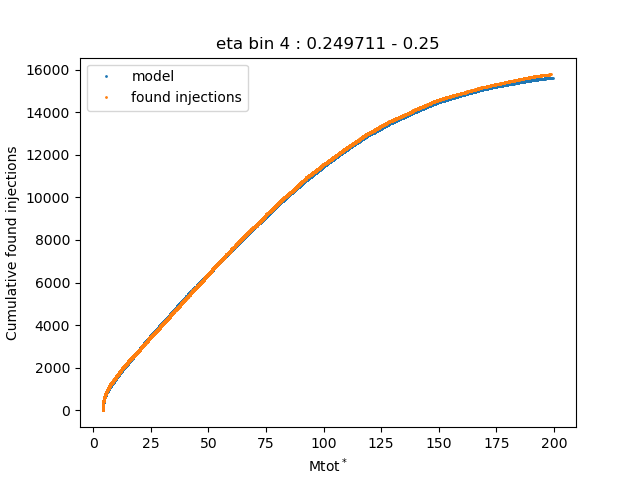 eta bin 4 : 0.249711 - 0.25
model
found injections
Cumulative found injections
16000
14000
12000
10000
8000
6000
4000
2000
0
0 25 50 75 100 125 150 175 200
Mtot*